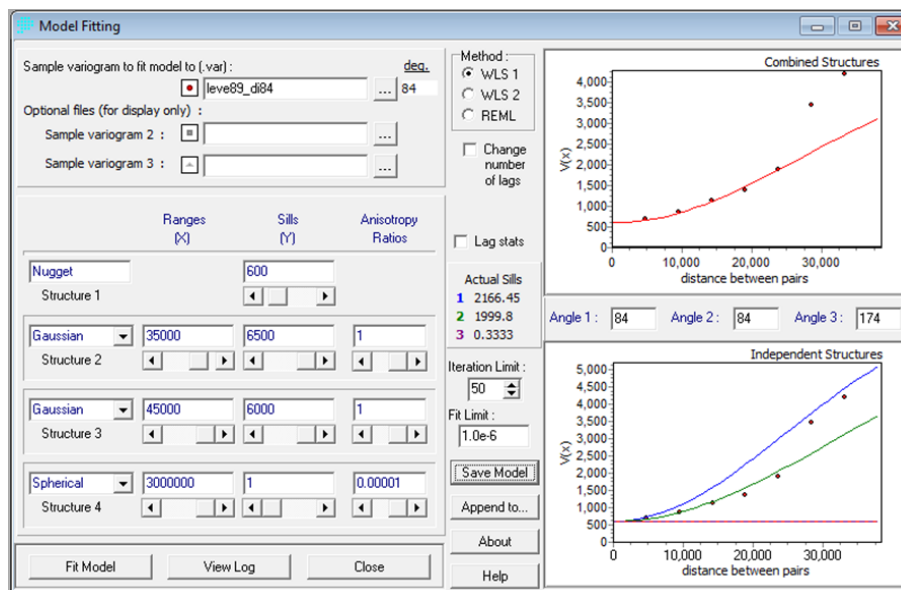 Model Fitting
Sample variogram to fit model to (.var) :
deg.
leve89_di84
...
84
Optional files (for display only) :
Sample variogram 2 :
...
Sample variogram 3 :
...
Ranges
(X)
Sills
(Y)
Anisotropy
Ratios
Nugget
600
Structure 1
Gaussian
35000
6500
1
Structure 2
Gaussian
45000
6000
1
Structure 3
Spherical
3000000
1
0.00001
Structure 4
Fit Model
View Log
Close
Method :
WLS 1
WLS 2
REML
Change
number
of lags
Lag stats
Actual Sills
1 2166.45
2 1999.8
3 0.3333
Iteration Limit :
50
Fit Limit :
1.0e-6
Save Model
Append to...
About
Help
Combined Structures
V(x)
4,000
3,500
3,000
2,500
2,000
1,500
1,000
500
0
0 10,000 20,000 30,000
distance between pairs
Angle 1 : 84 Angle 2 : 84 Angle 3 : 174
Independent Structures
V(x)
5,000
4,500
4,000
3,500
3,000
2,500
2,000
1,500
1,000
500
0
0 10,000 20,000 30,000
distance between pairs